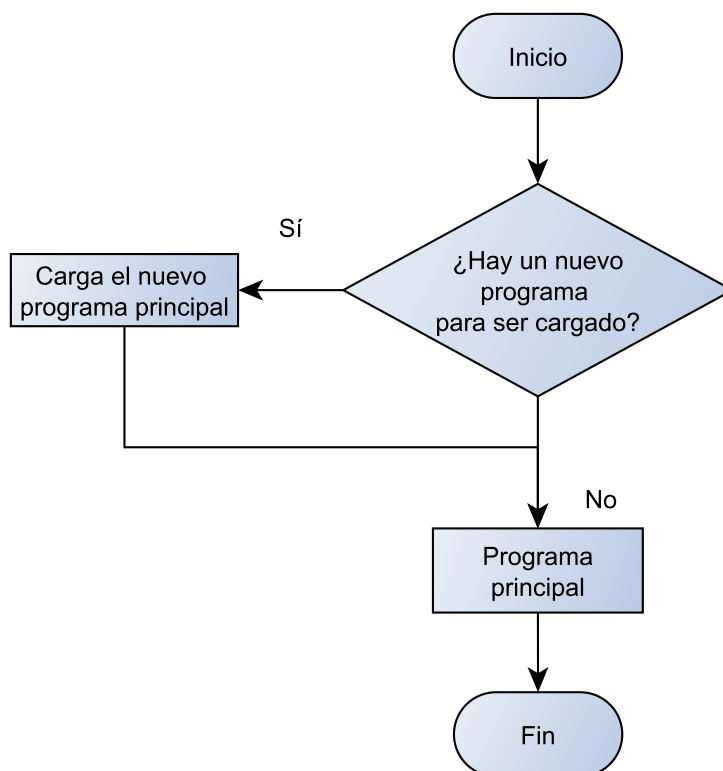 Inicio
¿Hay un nuevo
programa
para ser cargado?
Sí
Carga el nuevo
programa principal
No
Programa
principal
Fin